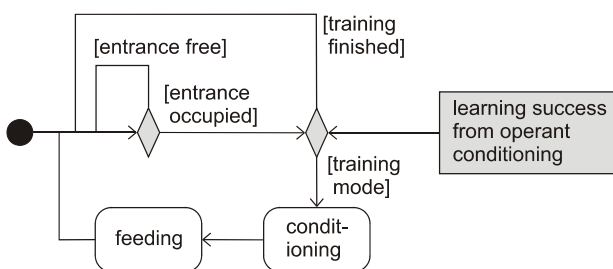 [training
finished]
[entrance free]
[entrance
occupied]
learning success
from operant
conditioning
[training
mode]
feeding
condit-
ioning